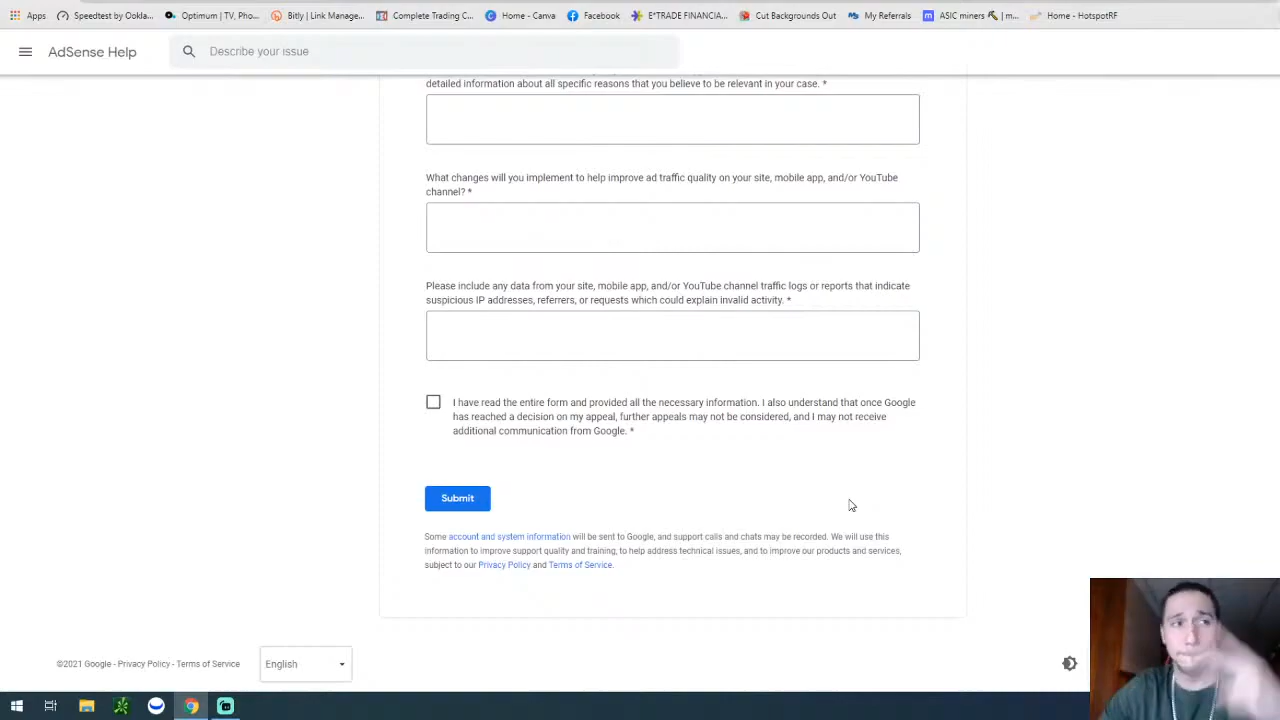 Apps Speedtest by Ookla... Optimum | TV, Pho... Bitly | Link Manage... Complete Trading C... Home - Canva Facebook E*TRADE FINANCIA... Cut Backgrounds Out My Referrals ASIC miners | m... Home - HotspotRF
AdSense Help Describe your issue
detailed information about all specific reasons that you believe to be relevant in your case. *
What changes will you implement to help improve ad traffic quality on your site, mobile app, and/or YouTube
channel? *
Please include any data from your site, mobile app, and/or YouTube channel traffic logs or reports that indicate
suspicious IP addresses, referrers, or requests which could explain invalid activity. *
I have read the entire form and provided all the necessary information. I also understand that once Google
has reached a decision on my appeal, further appeals may not be considered, and I may not receive
additional communication from Google. *
Submit
Some account and system information will be sent to Google, and support calls and chats may be recorded. We will use this
information to improve support quality and training, to help address technical issues, and to improve our products and services,
subject to our Privacy Policy and Terms of Service.
©2021 Google - Privacy Policy - Terms of Service English